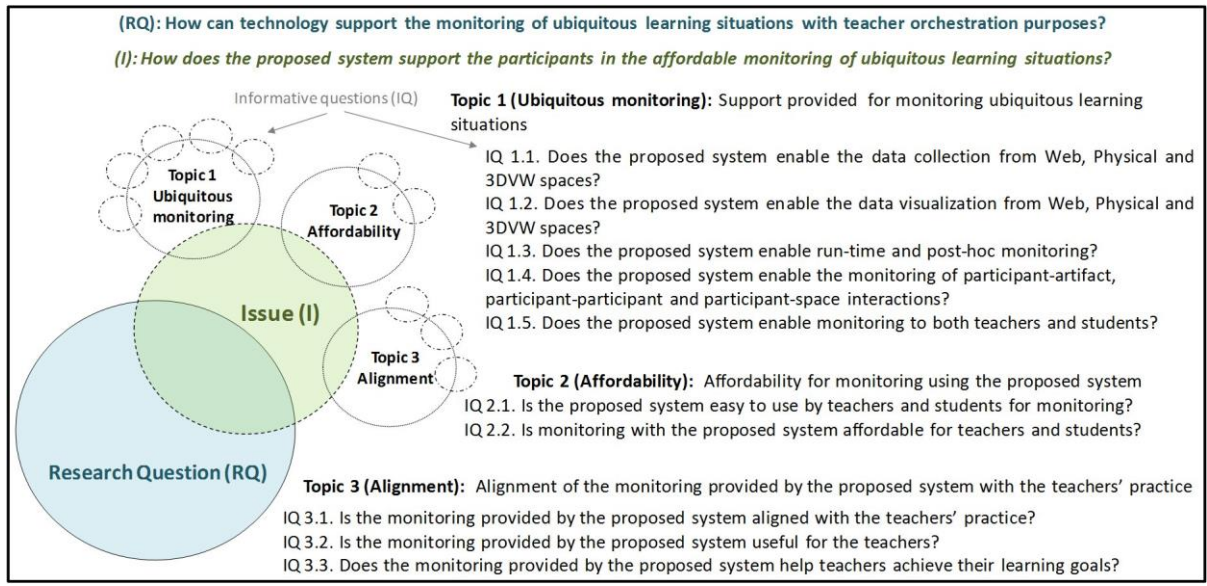 (RQ): How can technology support the monitoring of ubiquitous learning situations with teacher orchestration purposes?
(I): How does the proposed system support the participants in the affordable monitoring of ubiquitous learning situations?
Informative questions (IQ)
Topic 1
Ubiquitous
monitoring
Topic 2
Affordability
Issue (I)
Topic 3
Alignment
Research Question (RQ)
Topic 1 (Ubiquitous monitoring): Support provided for monitoring ubiquitous learning
situations
IQ 1.1. Does the proposed system enable the data collection from Web, Physical and
3DVW spaces?
IQ 1.2. Does the proposed system enable the data visualization from Web, Physical and
3DVW spaces?
IQ 1.3. Does the proposed system enable run-time and post-hoc monitoring?
IQ 1.4. Does the proposed system enable the monitoring of participant-artifact,
participant-participant and participant-space interactions?
IQ 1.5. Does the proposed system enable monitoring to both teachers and students?
Topic 2 (Affordability): Affordability for monitoring using the proposed system
IQ 2.1. Is the proposed system easy to use by teachers and students for monitoring?
IQ 2.2. Is monitoring with the proposed system affordable for teachers and students?
Topic 3 (Alignment): Alignment of the monitoring provided by the proposed system with the teachers' practice
IQ 3.1. Is the monitoring provided by the proposed system aligned with the teachers' practice?
IQ 3.2. Is the monitoring provided by the proposed system useful for the teachers?
IQ 3.3. Does the monitoring provided by the proposed system help teachers achieve their learning goals?